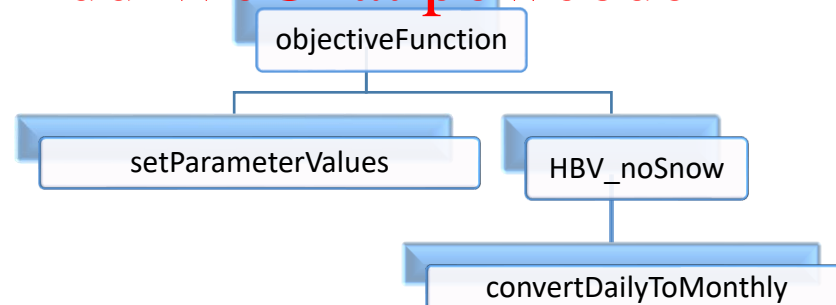 objectiveFunction
setParameterValues
HBV_noSnow
convertDailyToMonthly